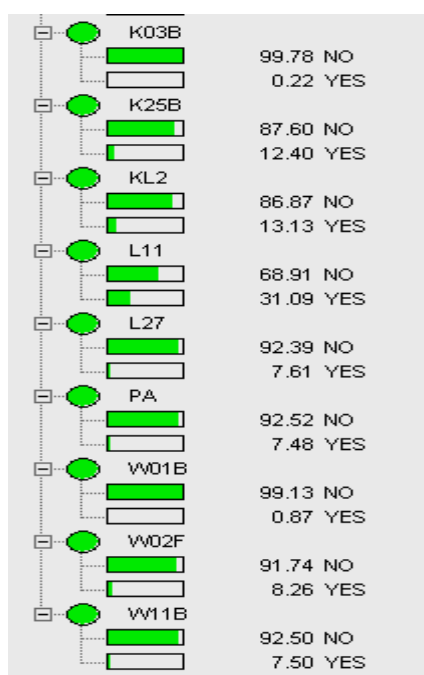 K03B
99.78 NO
0.22 YES
K25B
87.60 NO
12.40 YES
KL2
86.87 NO
13.13 YES
L11
68.91 NO
31.09 YES
L27
92.39 NO
7.61 YES
PA
92.52 NO
7.48 YES
W01B
99.13 NO
0.87 YES
W02F
91.74 NO
8.26 YES
W11B
92.50 NO
7.50 YES